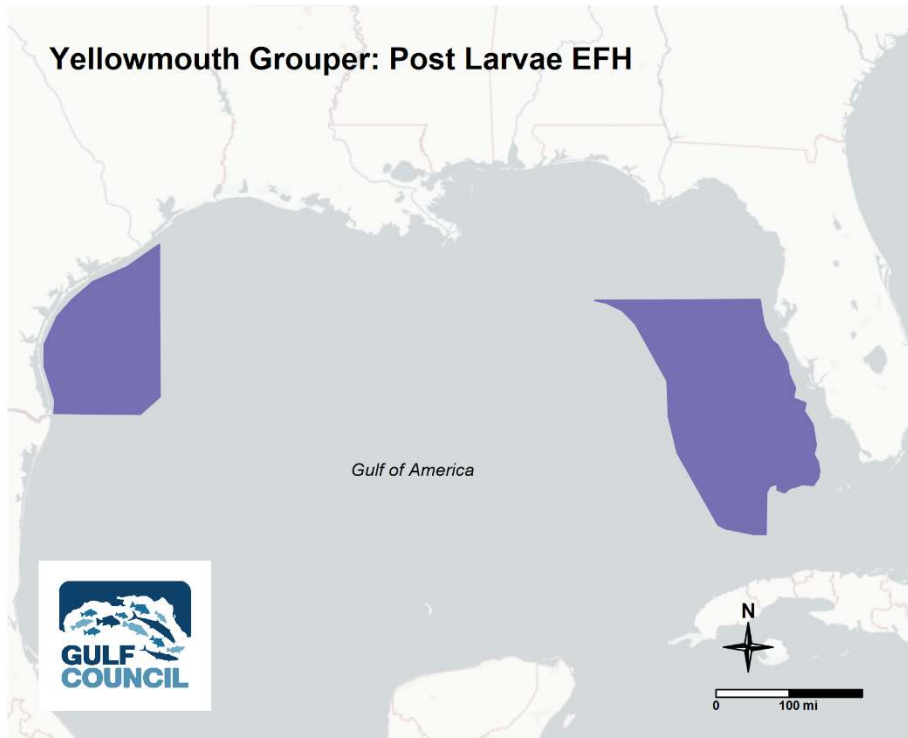 Yellowmouth Grouper: Post Larvae EFH
Gulf of America
GULF
COUNCIL
N
0 100 mi